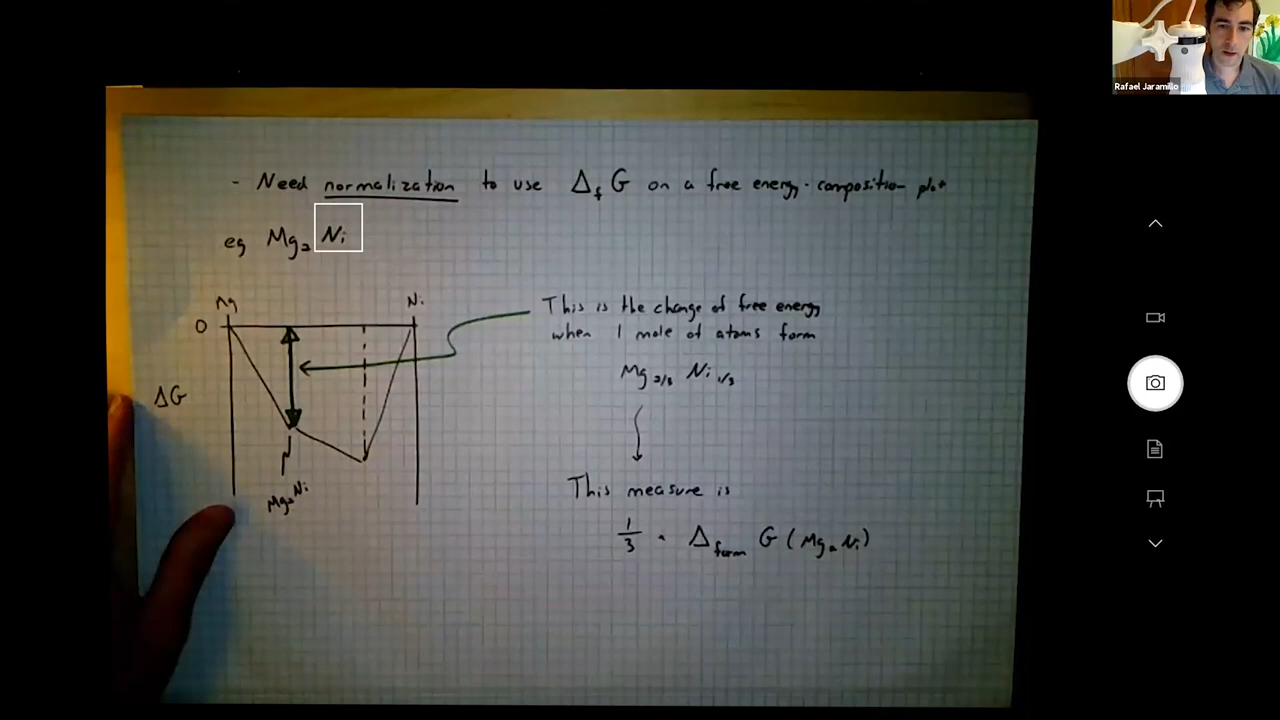 Rafael Jaramillo
- Need normalization to use Δf G on a free energy-composition plot
eg Mg2 Ni
Mg
Ni
0
ΔG
Mg2Ni
This is the change of free energy
when 1 mole of atoms form
Mg2/3 Ni1/3
This measure is
1/3 · Δform G (Mg2Ni)